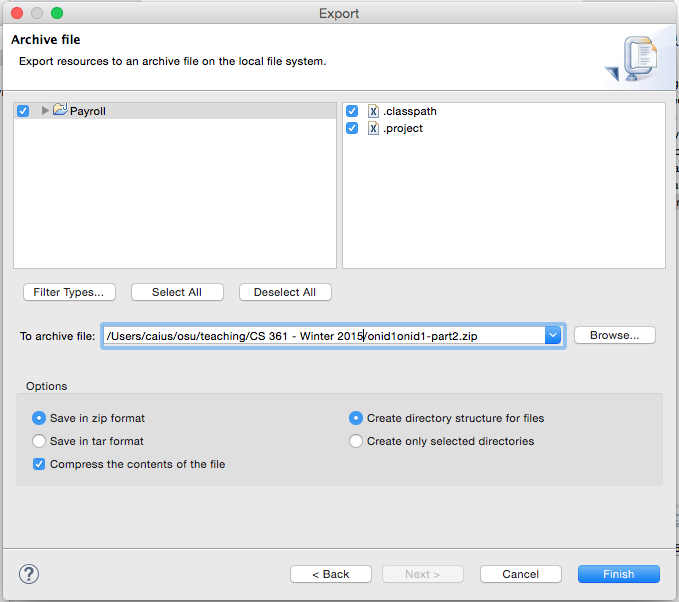 Export
Archive file
Export resources to an archive file on the local file system.
Payroll
.classpath
.project
Filter Types...
Select All
Deselect All
To archive file:
/Users/caius/osu/teaching/CS 361 - Winter 2015/onid1onid1-part2.zip
Browse...
Options
Save in zip format
Create directory structure for files
Save in tar format
Create only selected directories
Compress the contents of the file
?
< Back
Next >
Cancel
Finish